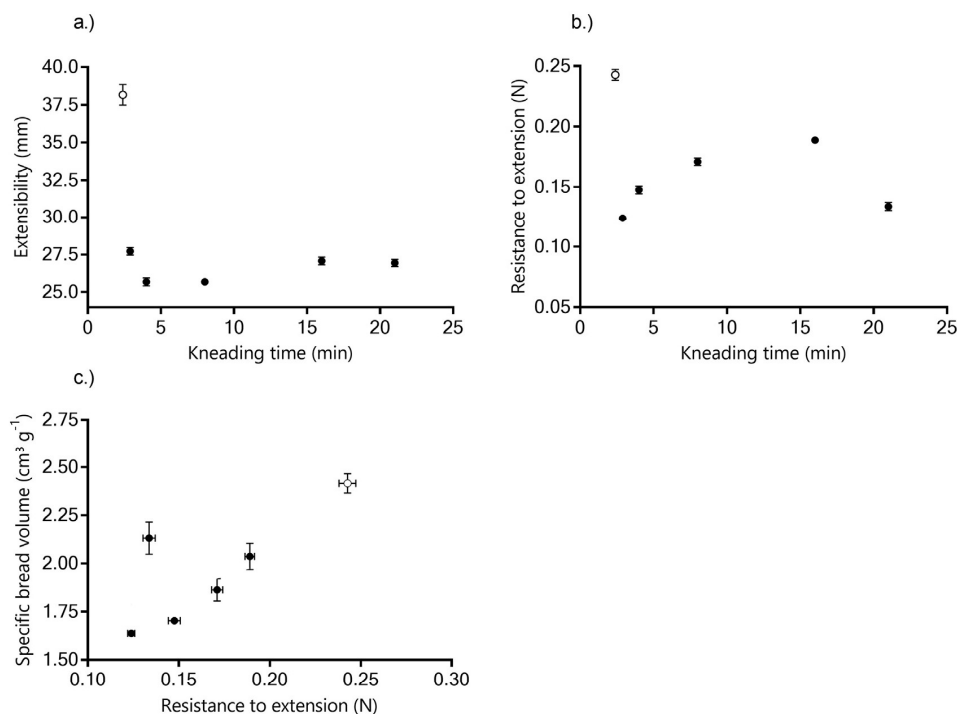 a.)
40.0
37.5
35.0
32.5
30.0
27.5
25.0
Extensibility (mm)
0 5 10 15 20 25
Kneading time (min)
b.)
0.25
0.20
0.15
0.10
0.05
Resistance to extension (N)
0 5 10 15 20 25
Kneading time (min)
c.)
2.75
2.50
2.25
2.00
1.75
1.50
Specific bread volume (cm³ g⁻¹)
0.10 0.15 0.20 0.25 0.30
Resistance to extension (N)